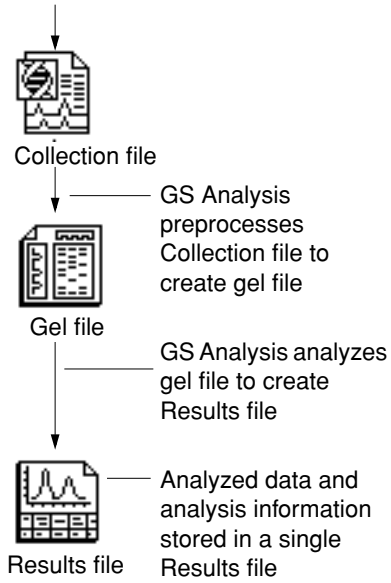 Collection file
GS Analysis
preprocesses
Collection file to
create gel file
Gel file
GS Analysis analyzes
gel file to create
Results file
Analyzed data and
analysis information
stored in a single
Results file
Results file